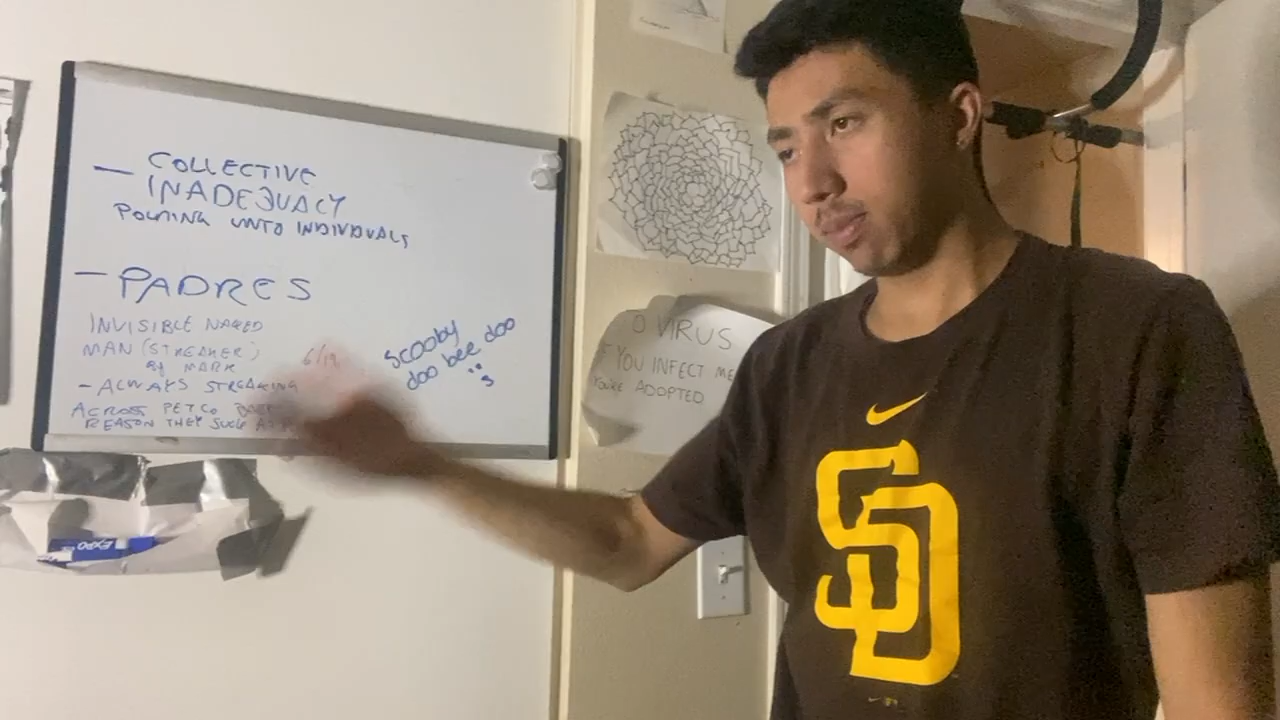 — COLLECTIVE
INADEQUACY
POURING UNTO INDIVIDUALS
— PADRES
INVISIBLE NAKED
MAN (STREAKER)
BY MARK
- ALWAYS STREAKING
ACROSS PETCO
REASON THEY SUCK
6/19
scooby
doo bee doo
O VIRUS
F YOU INFECT ME
YOU'RE ADOPTED
EXPO
SD